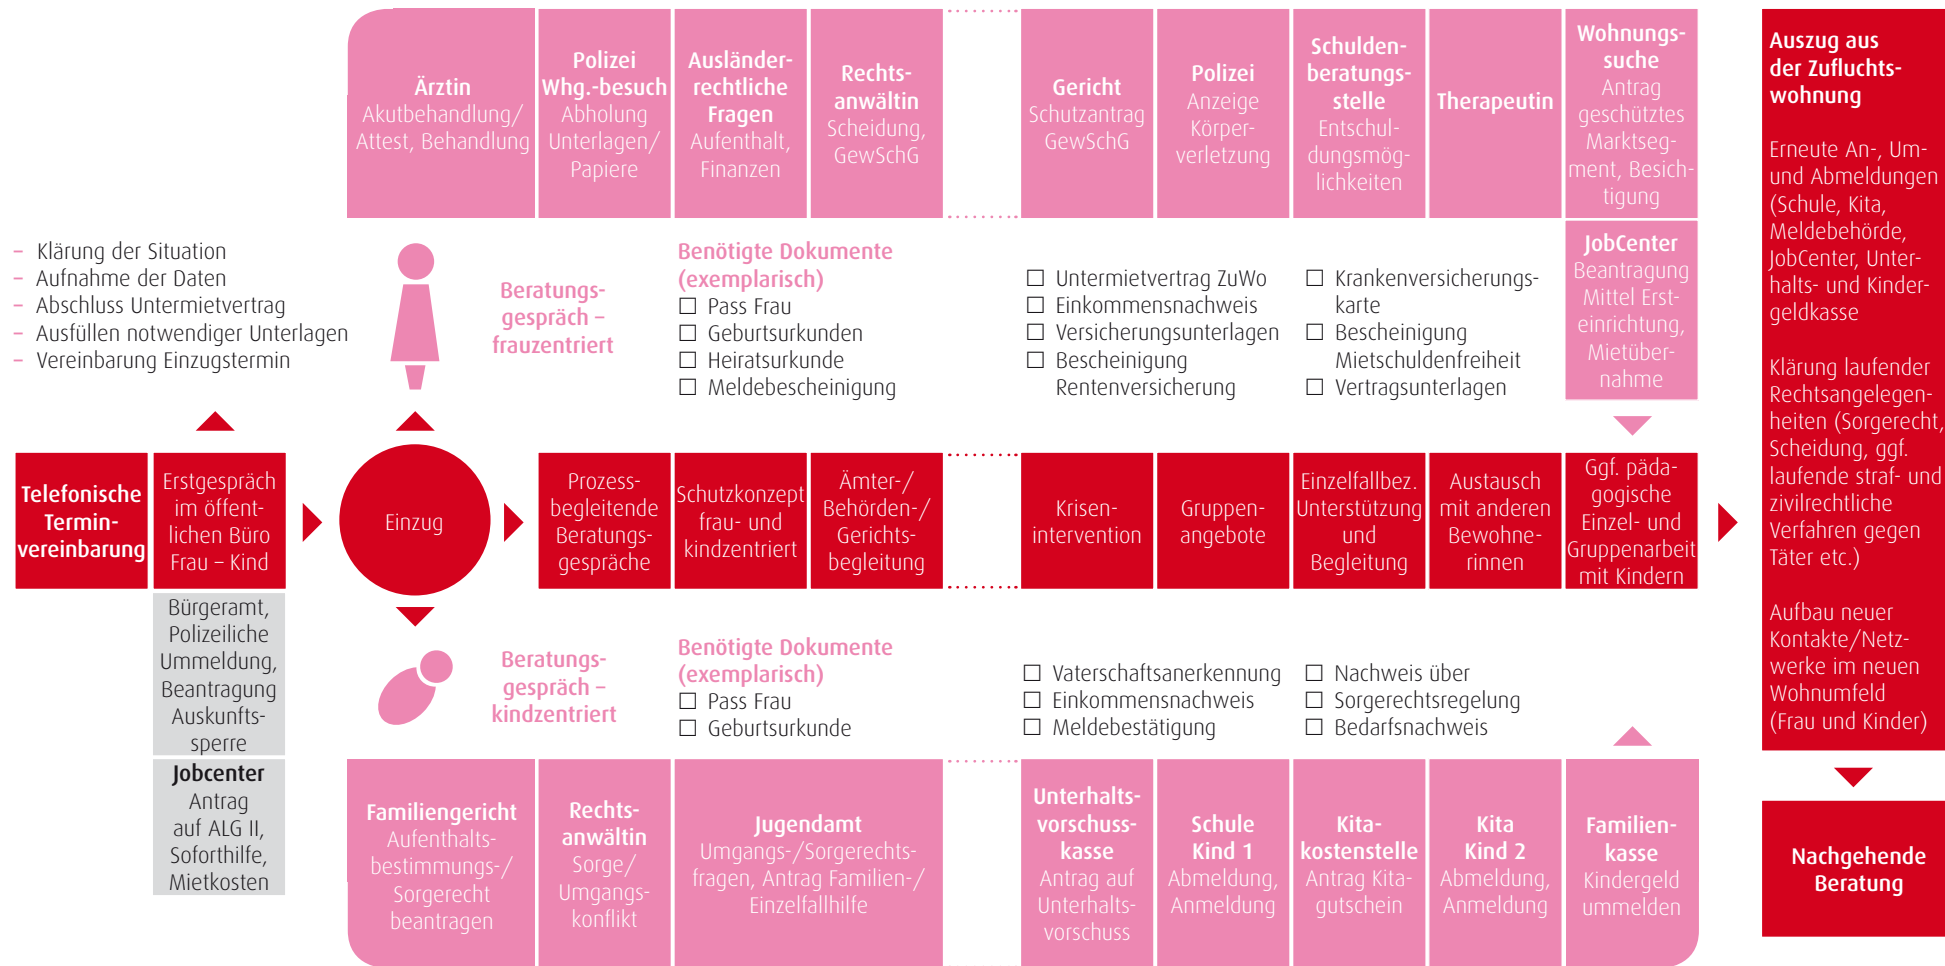 Ärztin
Akutbehandlung/
Attest, Behandlung
Polizei
Whg.-besuch
Abholung
Unterlagen/
Papiere
Ausländer-
rechtliche
Fragen
Aufenthalt,
Finanzen
Rechts-
anwältin
Scheidung,
GewSchG
Gericht
Schutzantrag
GewSchG
Polizei
Anzeige
Körper-
verletzung
Schulden-
beratungs-
stelle
Entschul-
dungsmög-
lichkeiten
Therapeutin
Wohnungs-
suche
Antrag
geschütztes
Marktseg-
ment, Besich-
tigung
JobCenter
Beantragung
Mittel Erst-
einrichtung,
Mietüber-
nahme
– Klärung der Situation
– Aufnahme der Daten
– Abschluss Untermietvertrag
– Ausfüllen notwendiger Unterlagen
– Vereinbarung Einzugstermin
Beratungs-
gespräch –
frauzentriert
Benötigte Dokumente
(exemplarisch)
☐ Pass Frau
☐ Geburtsurkunden
☐ Heiratsurkunde
☐ Meldebescheinigung
☐ Untermietvertrag ZuWo
☐ Einkommensnachweis
☐ Versicherungsunterlagen
☐ Bescheinigung
Rentenversicherung
☐ Krankenversicherungs-
karte
☐ Bescheinigung
Mietschuldenfreiheit
☐ Vertragsunterlagen
Telefonische
Termin-
vereinbarung
Erstgespräch
im öffent-
lichen Büro
Frau – Kind
Einzug
Prozess-
begleitende
Beratungs-
gespräche
Schutzkonzept
frau- und
kindzentriert
Ämter-/
Behörden-/
Gerichts-
begleitung
Krisen-
intervention
Gruppen-
angebote
Einzelfallbez.
Unterstützung
und
Begleitung
Austausch
mit anderen
Bewohne-
rinnen
Ggf. päda-
gogische
Einzel- und
Gruppenarbeit
mit Kindern
Bürgeramt,
Polizeiliche
Ummeldung,
Beantragung
Auskunfts-
sperre
Jobcenter
Antrag
auf ALG II,
Soforthilfe,
Mietkosten
Beratungs-
gespräch –
kindzentriert
Benötigte Dokumente
(exemplarisch)
☐ Pass Frau
☐ Geburtsurkunde
☐ Vaterschaftsanerkennung
☐ Einkommensnachweis
☐ Meldebestätigung
☐ Nachweis über
☐ Sorgerechtsregelung
☐ Bedarfsnachweis
Familiengericht
Aufenthalts-
bestimmungs-/
Sorgerecht
beantragen
Rechts-
anwältin
Sorge/
Umgangs-
konflikt
Jugendamt
Umgangs-/Sorgerechts-
fragen, Antrag Familien-/
Einzelfallhilfe
Unterhalts-
vorschuss-
kasse
Antrag auf
Unterhalts-
vorschuss
Schule
Kind 1
Abmeldung,
Anmeldung
Kita-
kostenstelle
Antrag Kita-
gutschein
Kita
Kind 2
Abmeldung,
Anmeldung
Familien-
kasse
Kindergeld
ummelden
Auszug aus
der Zufluchts-
wohnung
Erneute An-, Um-
und Abmeldungen
(Schule, Kita,
Meldebehörde,
JobCenter, Unter-
halts- und Kinder-
geldkasse
Klärung laufender
Rechtsangelegen-
heiten (Sorgerecht,
Scheidung, ggf.
laufende straf- und
zivilrechtliche
Verfahren gegen
Täter etc.)
Aufbau neuer
Kontakte/Netz-
werke im neuen
Wohnumfeld
(Frau und Kinder)
Nachgehende
Beratung